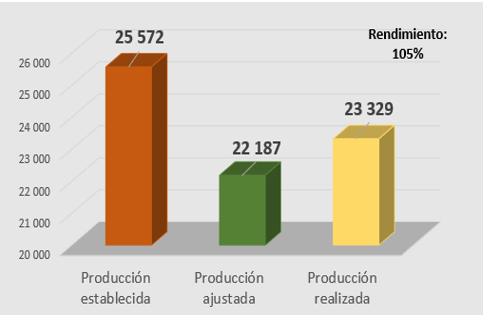 25 572
Rendimiento:
105%
26 000
25 000
24 000
23 000
22 000
21 000
20 000
23 329
22 187
Producción
establecida
Producción
ajustada
Producción
realizada